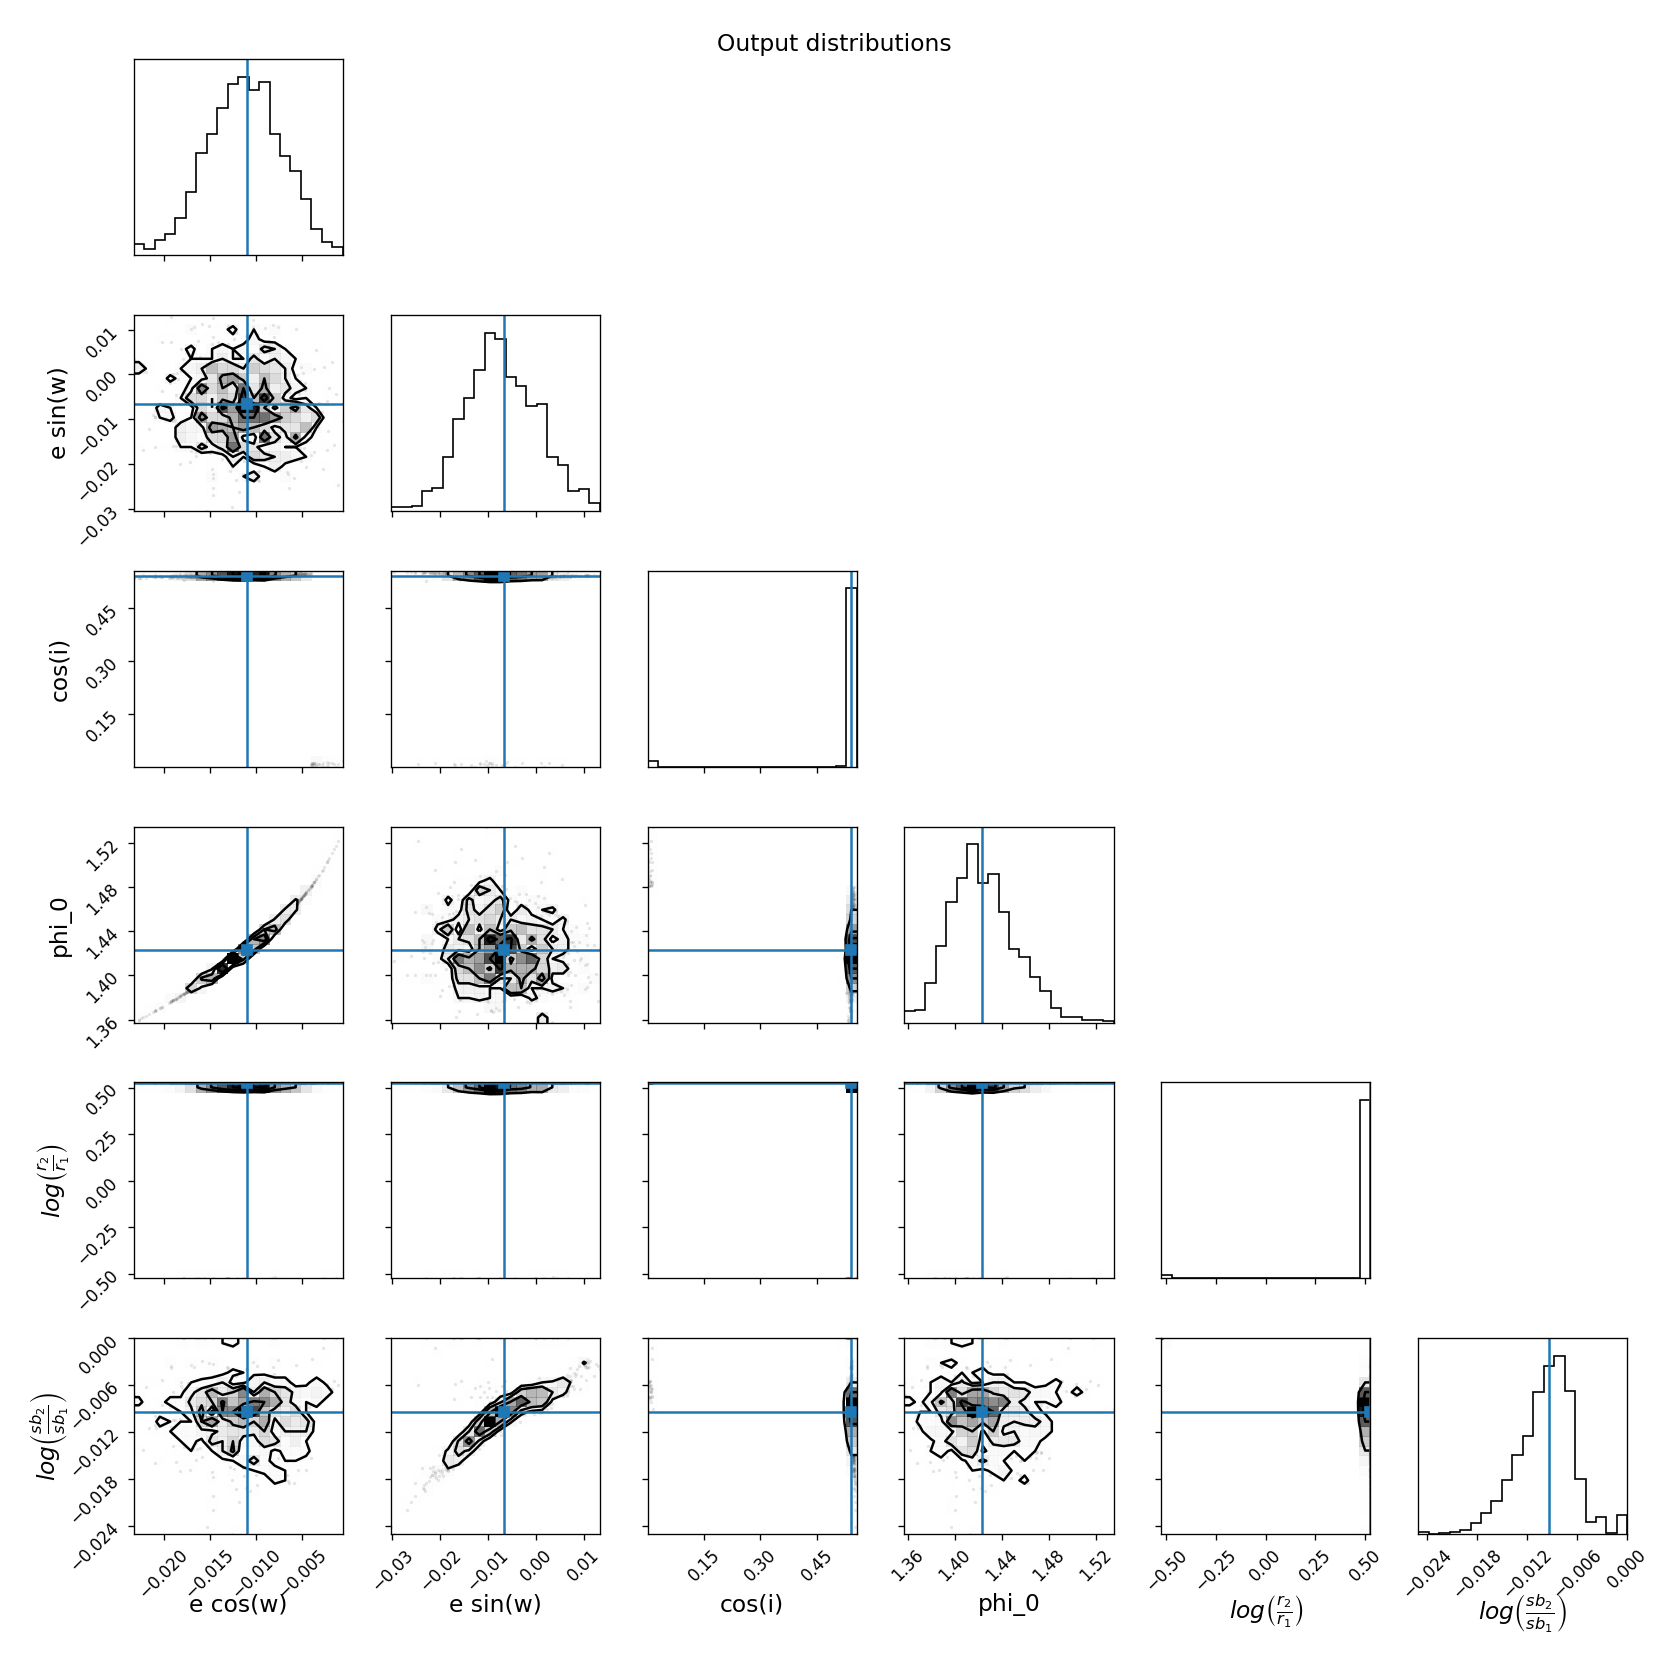 Output distributions
e sin(w)
0.01
0.00
−0.01
−0.02
−0.03
cos(i)
0.45
0.30
0.15
phi_0
1.52
1.48
1.44
1.40
1.36
log(r2/r1)
0.50
0.25
0.00
−0.25
−0.50
log(sb2/sb1)
0.000
−0.006
−0.012
−0.018
−0.024
−0.020 −0.015 −0.010 −0.005
e cos(w)
−0.03 −0.02 −0.01 0.00 0.01
e sin(w)
0.15 0.30 0.45
cos(i)
1.36 1.40 1.44 1.48 1.52
phi_0
−0.50 −0.25 0.00 0.25 0.50
log(r2/r1)
−0.024 −0.018 −0.012 −0.006 0.000
log(sb2/sb1)